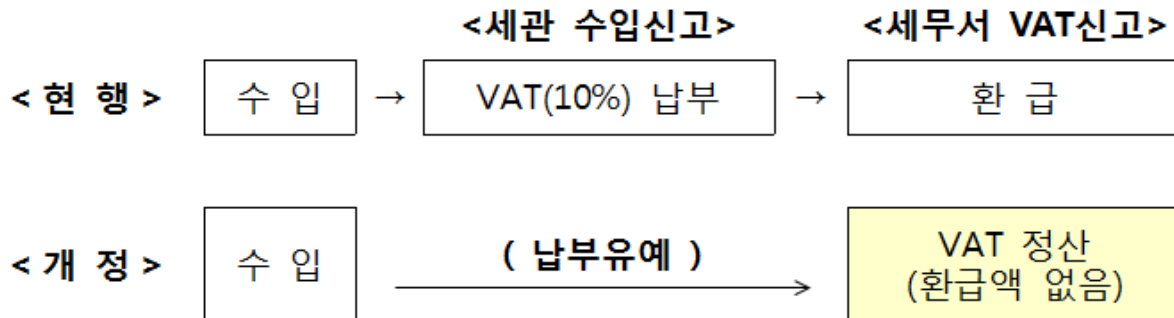 <세관 수입신고> <세무서 VAT신고>
<현 행> 수 입 → VAT(10%) 납부 → 환 급
<개 정> 수 입 ( 납부유예 ) VAT 정산
(환급액 없음)